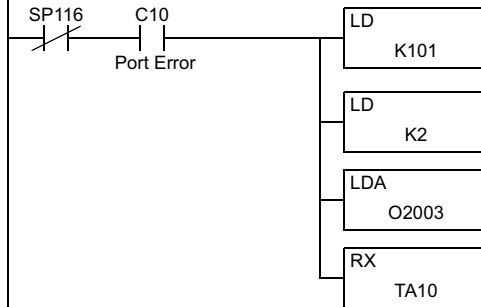 SP116
C10
Port Error
LD
K101
LD
K2
LDA
O2003
RX
TA10